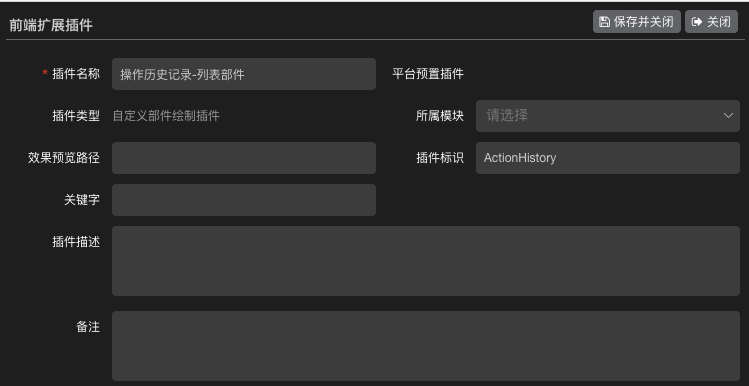 前端扩展插件
保存并关闭 关闭
* 插件名称 操作历史记录-列表部件 平台预置插件
插件类型 自定义部件绘制插件 所属模块 请选择
效果预览路径 插件标识 ActionHistory
关键字
插件描述
备注